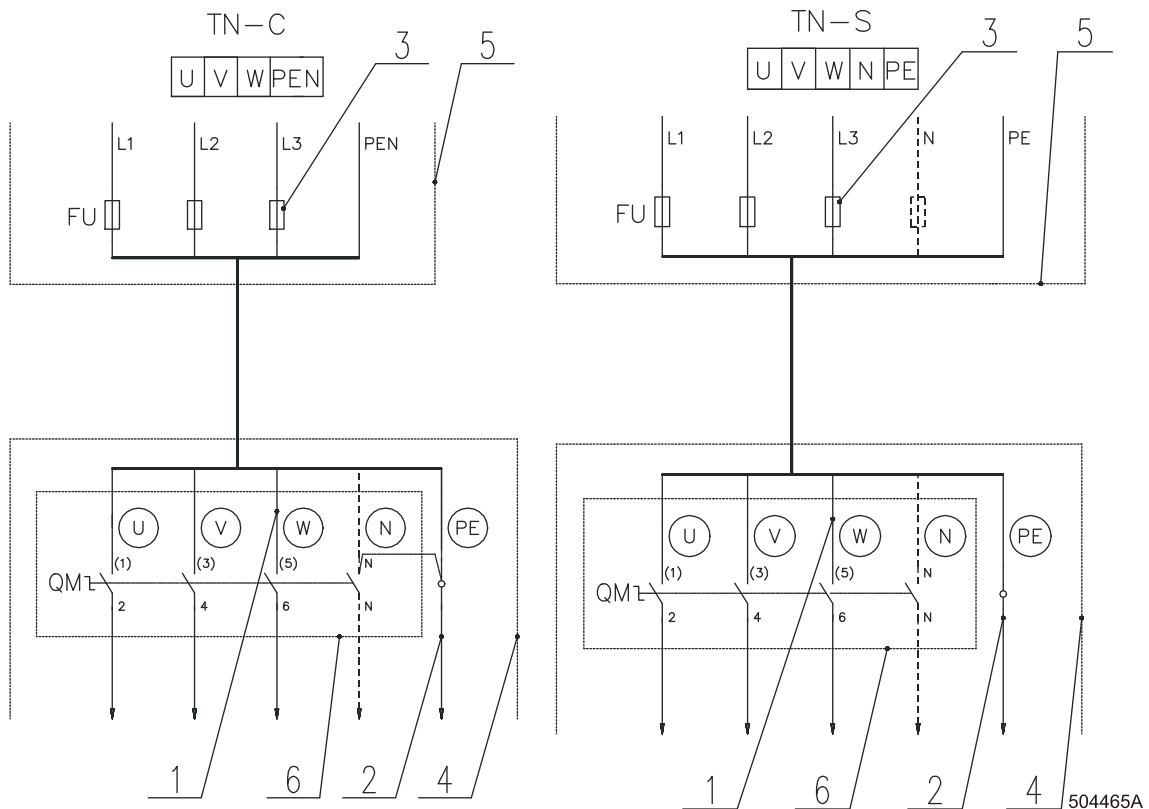 TN-C
U V W PEN
3
5
L1 L2 L3 PEN
FU
U V W N PE
(1) (3) (5) N
QM
2 4 6 N
1 6 2 4
TN-S
U V W N PE
3
5
L1 L2 L3 N PE
FU
U V W N PE
(1) (3) (5) N
QM
2 4 6 N
1 6 2 4
504465A